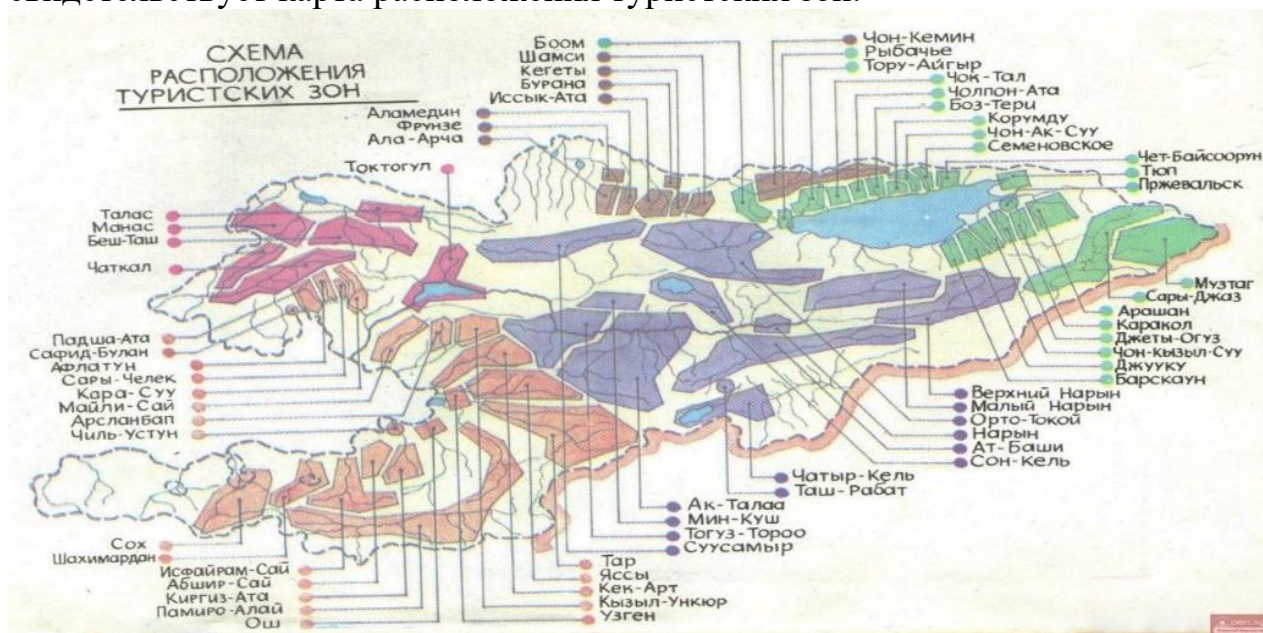 свидетельствует карта расположения туристских зон.
СХЕМА
РАСПОЛОЖЕНИЯ
ТУРИСТСКИХ ЗОН
Боом
Шамси
Кегеты
Бурана
Иссык-Ата
Аламедин
Фрунзе
Ала-Арча
Токтогул
Чон-Кемин
Рыбачье
Тору-Айгыр
Чок-Тал
Чолпон-Ата
Боз-Тери
Корумду
Чон-Ак-Суу
Семеновское
Чет-Байсоорун
Тюп
Пржевальск
Талас
Манас
Беш-Таш
Чаткал
Музтаг
Сары-Джаз
Арашан
Каракол
Джеты-Огуз
Чон-Кызыл-Суу
Джууку
Барскаун
Падша-Ата
Сафид-Булан
Афлатун
Сары-Челек
Кара-Суу
Майли-Сай
Арсланбап
Чиль-Устун
Верхний Нарын
Малый Нарын
Орто-Токой
Нарын
Ат-Баши
Сон-Кель
Чатыр-Кель
Таш-Рабат
Ак-Талаа
Мин-Куш
Тогуз-Тороо
Суусамыр
Сох
Шахимардан
Исфайрам-Сай
Абшир-Сай
Киргиз-Ата
Памиро-Алай
Ош
Тар
Яссы
Кек-Арт
Кызыл-Ункюр
Узген